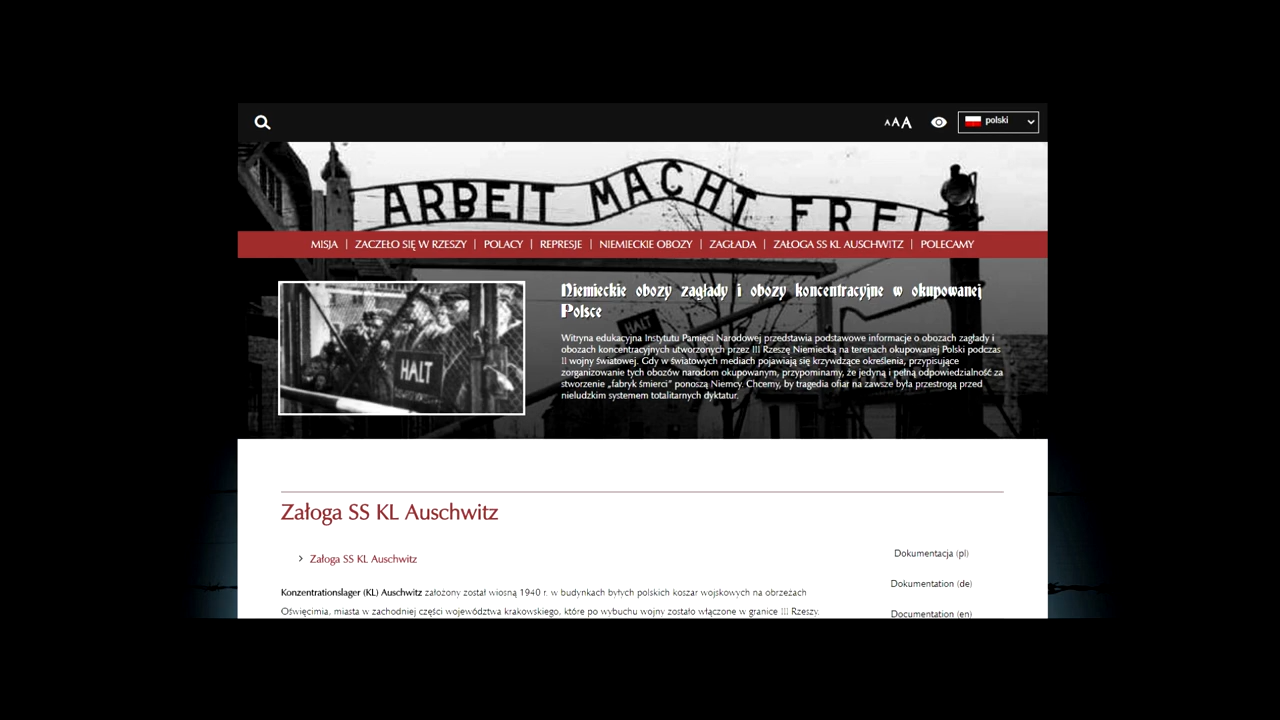 AAA
polski
ARBEIT MACHT FREI
MISJA | ZACZEŁO SIĘ W RZESZY | POLACY | REPRESJE | NIEMIECKIE OBOZY | ZAGŁADA | ZAŁOGA SS KL AUSCHWITZ | POLECAMY
Niemieckie obozy zagłady i obozy koncentracyjne w okupowanej
Polsce
HALT
HALT
Witryna edukacyjna Instytutu Pamięci Narodowej przedstawia podstawowe informacje o obozach zagłady i
obozach koncentracyjnych utworzonych przez III Rzeszę Niemiecką na terenach okupowanej Polski podczas
II wojny światowej. Gdy w światowych mediach pojawiają się krzywdzące określenia, przypisujące
zorganizowanie tych obozów narodom okupowanym, przypominamy, że jedyną i pełną odpowiedzialność za
stworzenie „fabryk śmierci” ponoszą Niemcy. Chcemy, by tragedia ofiar na zawsze była przestrogą przed
nieludzkim systemem totalitarnych dyktatur.
Załoga SS KL Auschwitz
Załoga SS KL Auschwitz
Dokumentacja (pl)
Dokumentation (de)
Documentation (en)
Konzentrationslager (KL) Auschwitz założony został wiosną 1940 r. w budynkach byłych polskich koszar wojskowych na obrzeżach
Oświęcimia, miasta w zachodniej części województwa krakowskiego, które po wybuchu wojny zostało włączone w granice III Rzeszy.